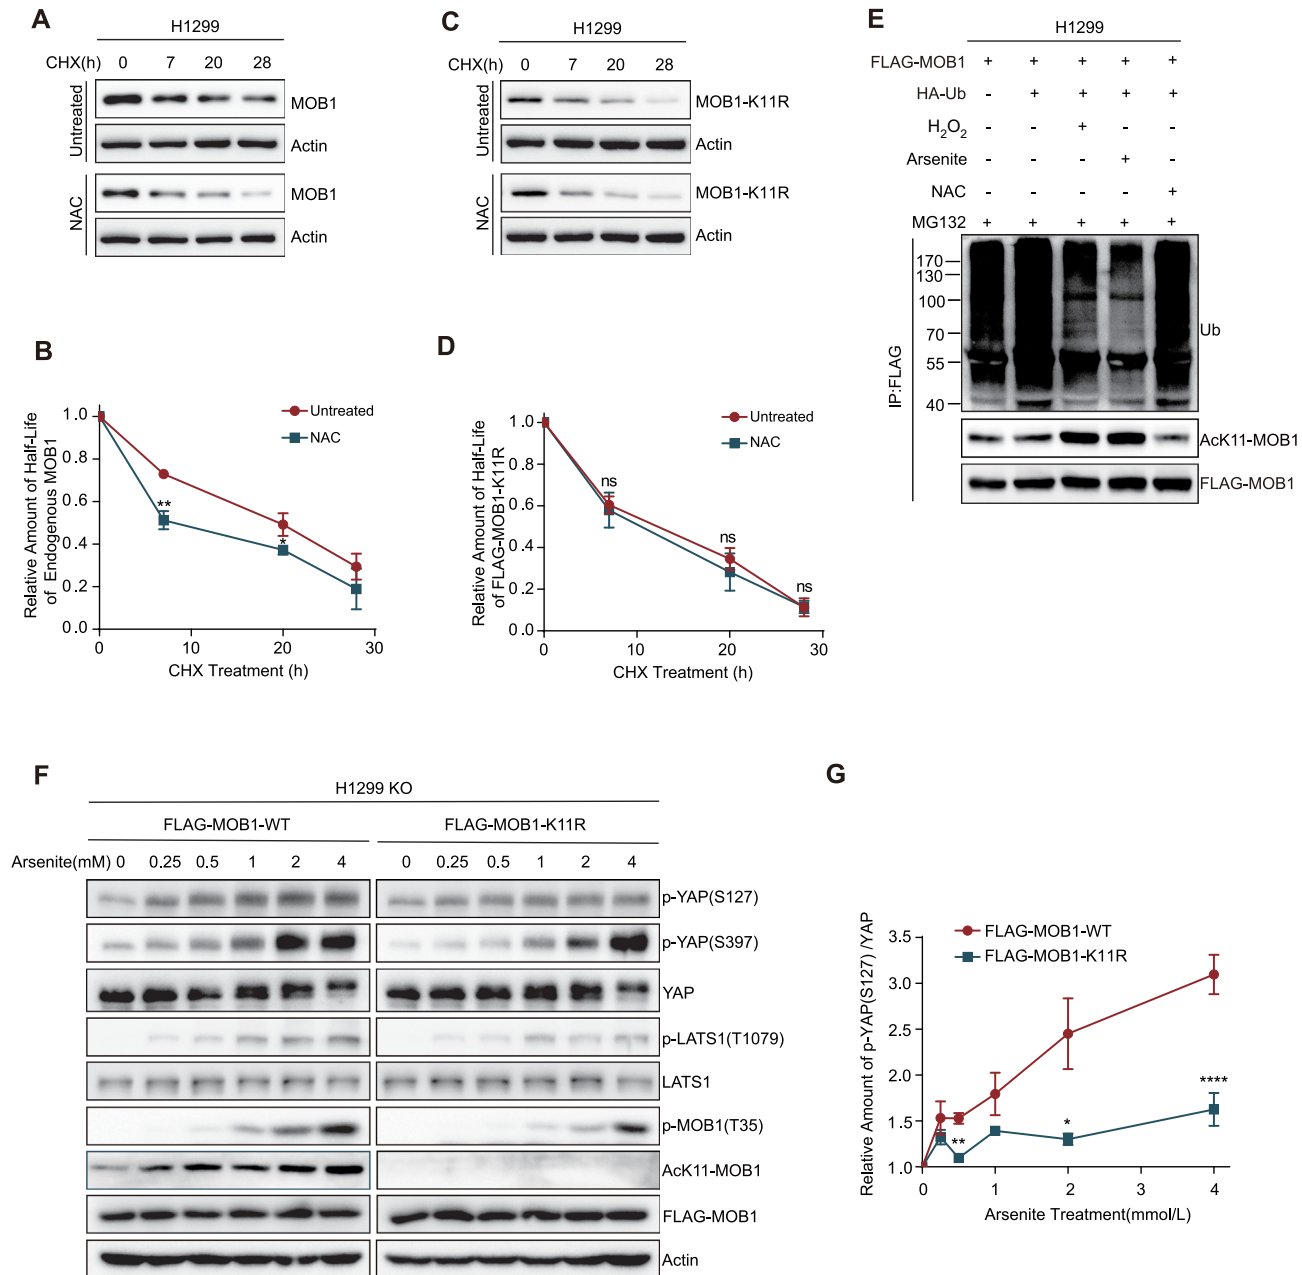 A
H1299
CHX(h) 0 7 20 28
Untreated
MOB1
Actin
NAC
MOB1
Actin
C
H1299
CHX(h) 0 7 20 28
Untreated
MOB1-K11R
Actin
NAC
MOB1-K11R
Actin
E
H1299
FLAG-MOB1 + + + + +
HA-Ub - + + + +
H2O2 - - + - -
Arsenite - - - + -
NAC - - - - +
MG132 + + + + +
IP:FLAG
170
130
100
70
55
40
Ub
AcK11-MOB1
FLAG-MOB1
B
Relative Amount of Half-Life
of Endogenous MOB1
1.0
0.8
0.6
0.4
0.2
0.0
Untreated
NAC
**
*
0 10 20 30
CHX Treatment (h)
D
Relative Amount of Half-Life
of FLAG-MOB1-K11R
1.0
0.8
0.6
0.4
0.2
0.0
Untreated
NAC
ns
ns
ns
0 10 20 30
CHX Treatment (h)
F
H1299 KO
FLAG-MOB1-WT FLAG-MOB1-K11R
Arsenite(mM) 0 0.25 0.5 1 2 4 0 0.25 0.5 1 2 4
p-YAP(S127)
p-YAP(S397)
YAP
p-LATS1(T1079)
LATS1
p-MOB1(T35)
AcK11-MOB1
FLAG-MOB1
Actin
G
Relative Amount of p-YAP(S127) /YAP
3.5
3.0
2.5
2.0
1.5
1.0
FLAG-MOB1-WT
FLAG-MOB1-K11R
**
*
****
0 1 2 3 4
Arsenite Treatment(mmol/L)